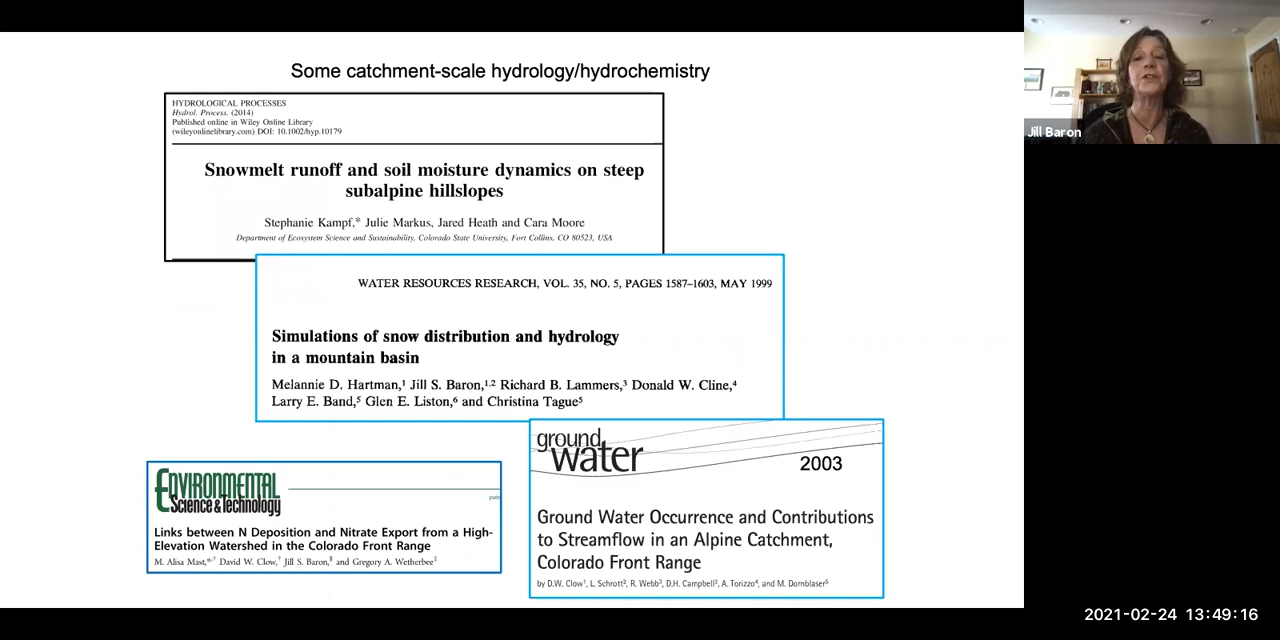 Some catchment-scale hydrology/hydrochemistry
HYDROLOGICAL PROCESSES
Hydrol. Process. (2014)
Published online in Wiley Online Library
(wileyonlinelibrary.com) DOI: 10.1002/hyp.10179
Snowmelt runoff and soil moisture dynamics on steep
subalpine hillslopes
Stephanie Kampf,* Julie Markus, Jared Heath and Cara Moore
Department of Ecosystem Science and Sustainability, Colorado State University, Fort Collins, CO 80523, USA
WATER RESOURCES RESEARCH, VOL. 35, NO. 5, PAGES 1587–1603, MAY 1999
Simulations of snow distribution and hydrology
in a mountain basin
Melannie D. Hartman,¹ Jill S. Baron,¹,² Richard B. Lammers,³ Donald W. Cline,⁴
Larry E. Band,⁵ Glen E. Liston,⁶ and Christina Tague⁵
ENVIRONMENTAL
Science & Technology
pubs
Links between N Deposition and Nitrate Export from a High-
Elevation Watershed in the Colorado Front Range
M. Alisa Mast,*,† David W. Clow,† Jill S. Baron,‡ and Gregory A. Wetherbee§
ground
water
2003
Ground Water Occurrence and Contributions
to Streamflow in an Alpine Catchment,
Colorado Front Range
by D.W. Clow¹, L. Schrott², R. Webb³, D.H. Campbell³, A. Torizzo⁴, and M. Dornblaser⁵
Jill Baron
2021-02-24 13:49:16